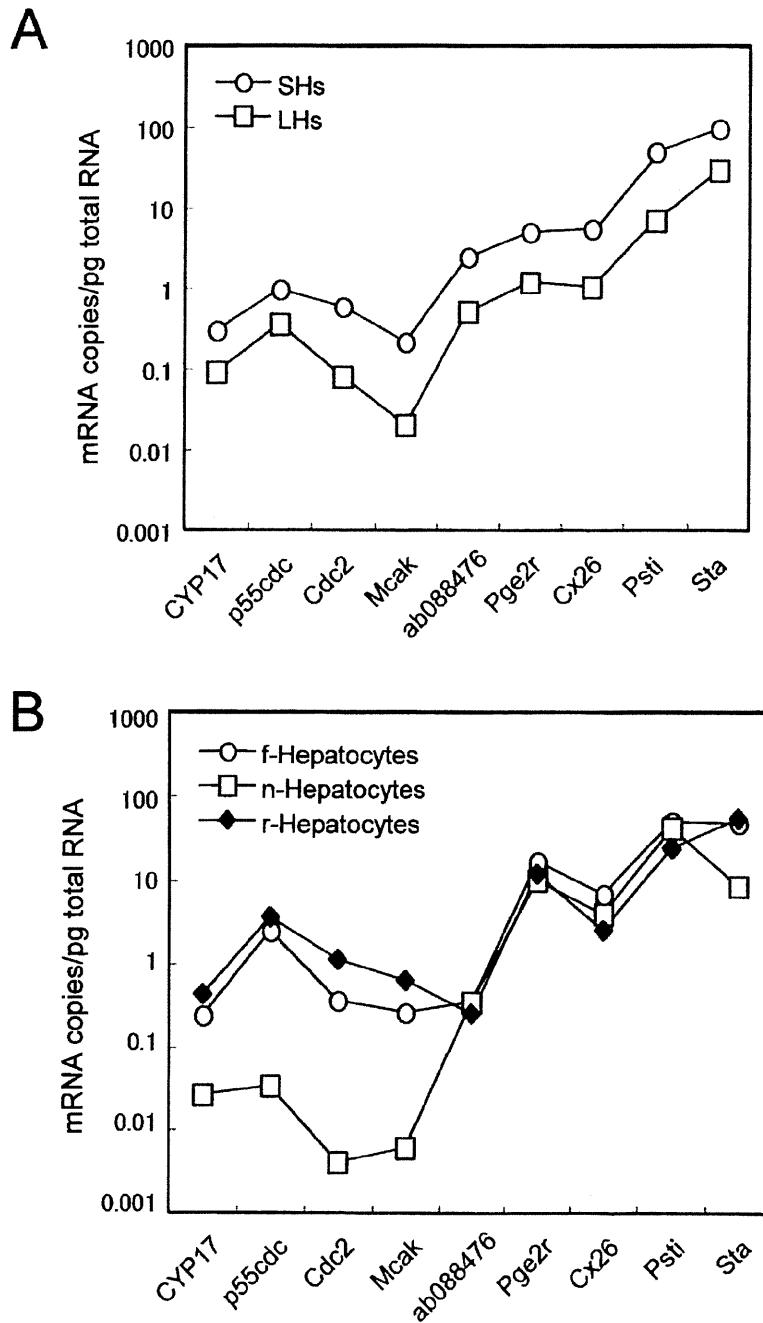 A
mRNA copies/pg total RNA
1000
100
10
1
0.1
0.01
0.001
SHs
LHs
CYP17
p55cdc
Cdc2
Mcak
ab088476
Pge2r
Cx26
Psti
Sta
B
mRNA copies/pg total RNA
1000
100
10
1
0.1
0.01
0.001
f-Hepatocytes
n-Hepatocytes
r-Hepatocytes
CYP17
p55cdc
Cdc2
Mcak
ab088476
Pge2r
Cx26
Psti
Sta